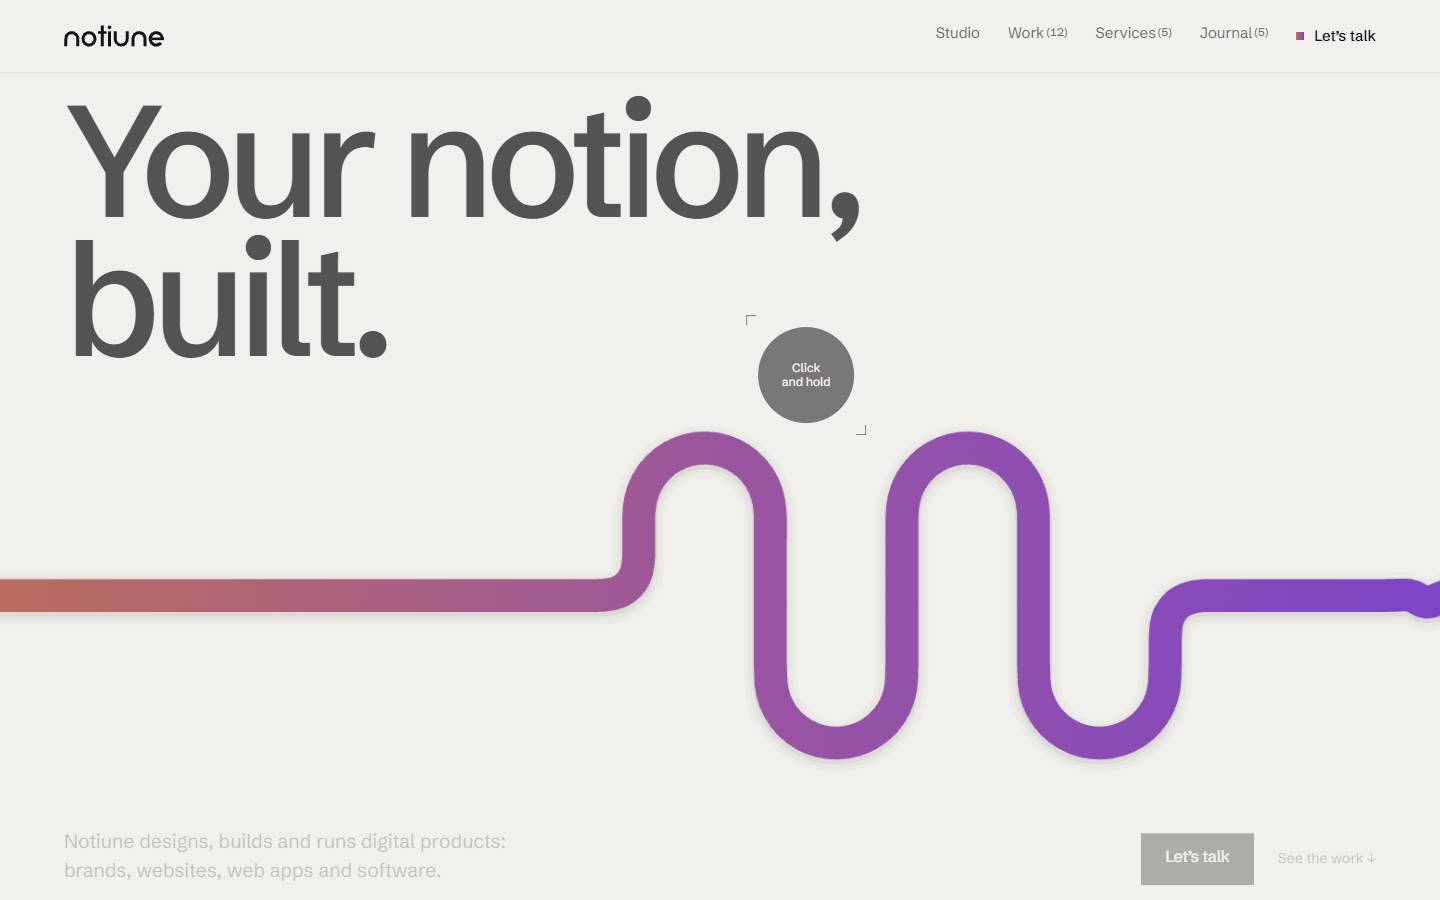 notiune
Studio
Work (12)
Services (5)
Journal (5)
Let's talk
Your notion,
built.
Click
and hold
Notiune designs, builds and runs digital products:
brands, websites, web apps and software.
Let's talk
See the work ↓